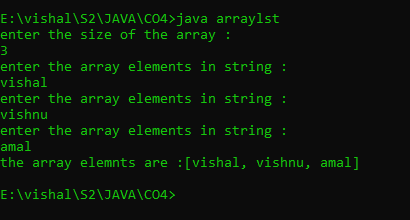 E:\vishal\S2\JAVA\CO4>java arraylst
enter the size of the array :
3
enter the array elements in string :
vishal
enter the array elements in string :
vishnu
enter the array elements in string :
amal
the array elemnts are :[vishal, vishnu, amal]
E:\vishal\S2\JAVA\CO4>